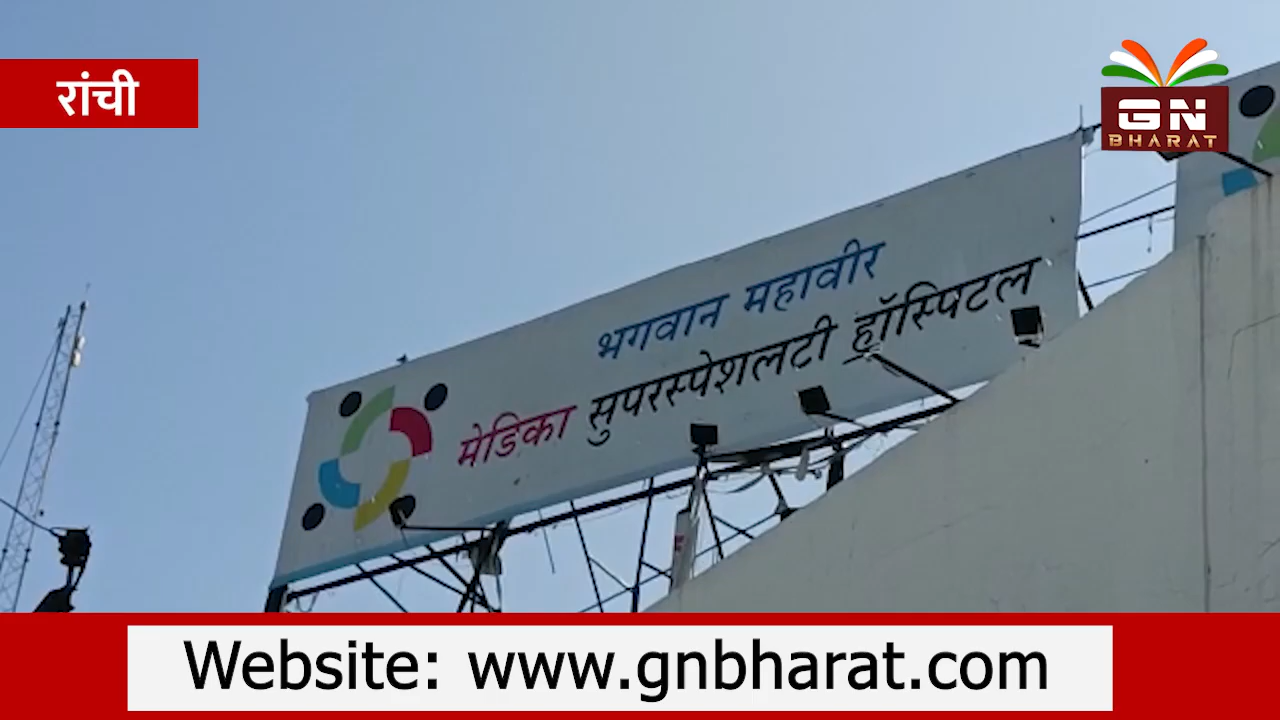 रांची
GN
BHARAT
भगवान महावीर
मेडिका सुपरस्पेशलटी हॉस्पिटल
Website: www.gnbharat.com